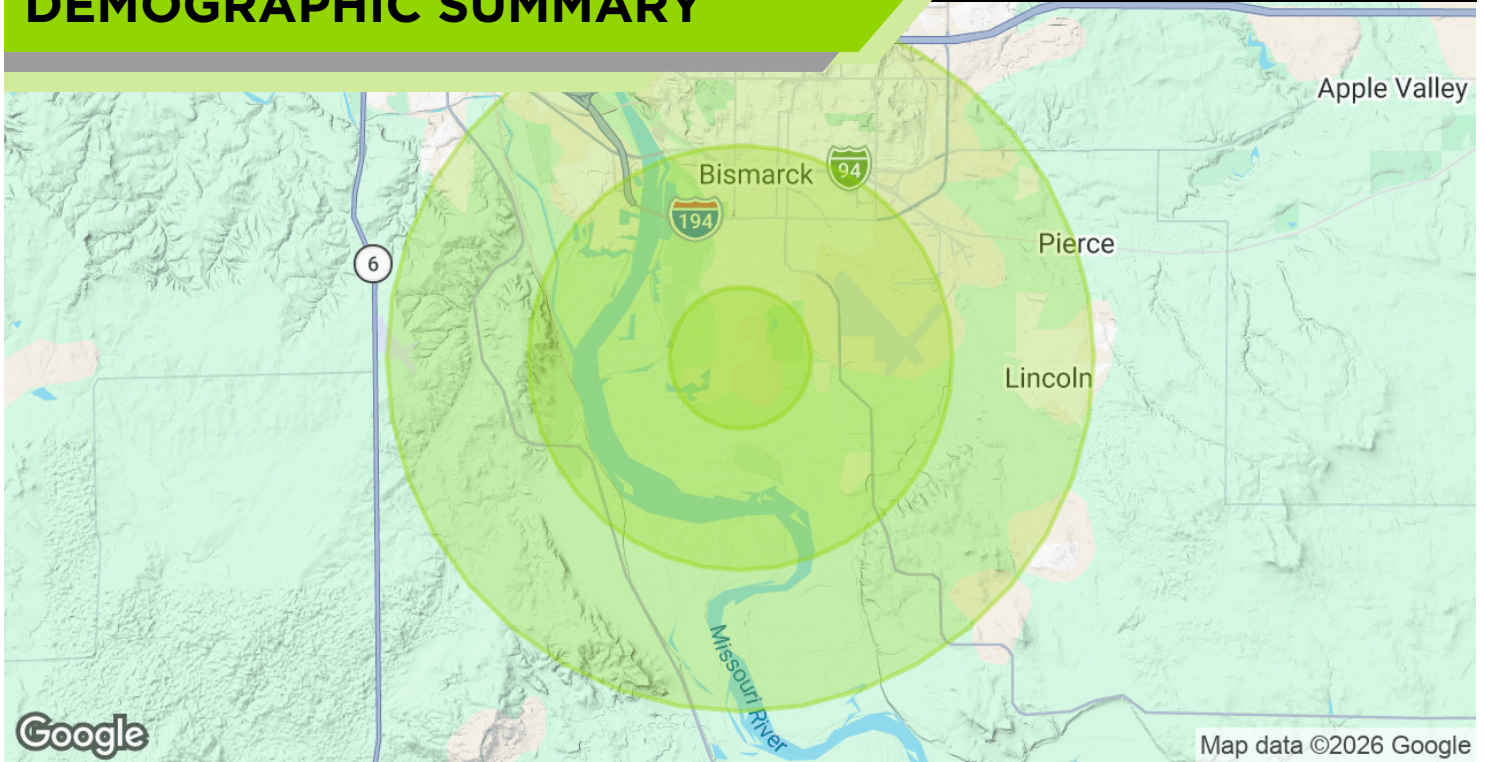 DEMOGRAPHIC SUMMARY
Apple Valley
Bismarck
94
194
Pierce
6
Lincoln
Missouri River
Google
Map data ©2026 Google